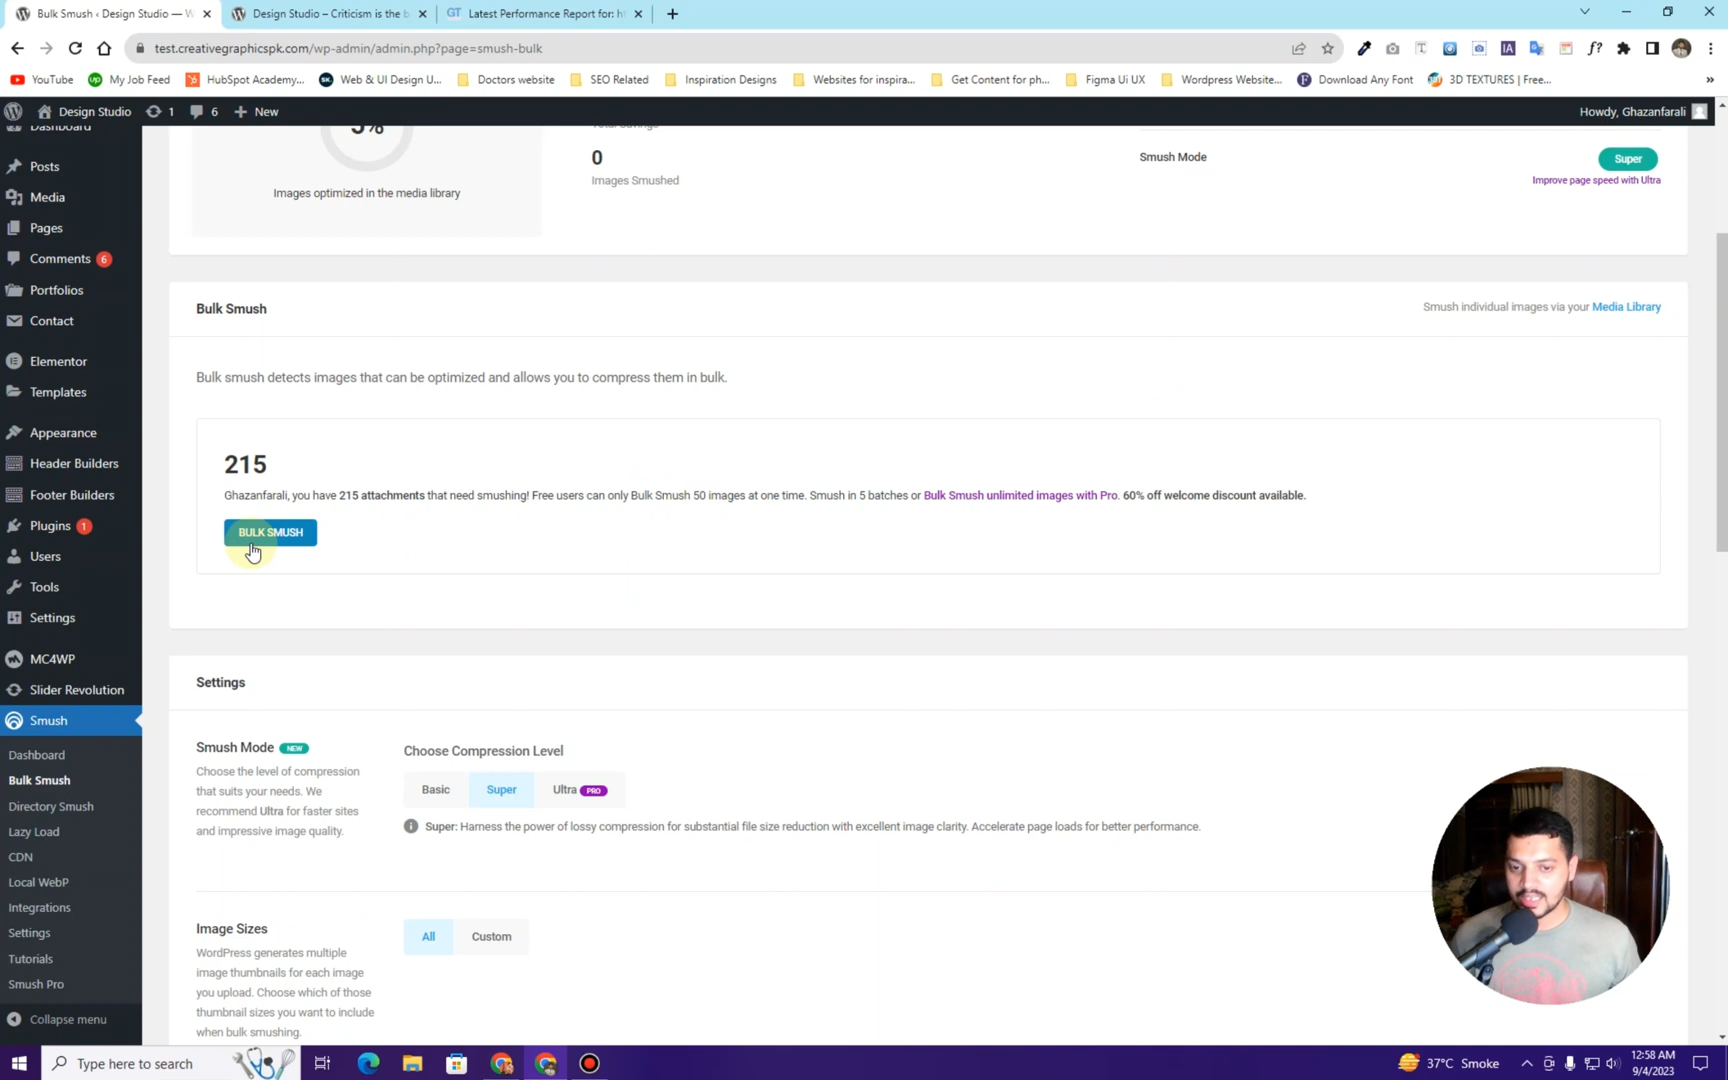 Bulk Smush ‹ Design Studio — W
Design Studio – Criticism is the b
GT Latest Performance Report for: h
test.creativegraphicspk.com/wp-admin/admin.php?page=smush-bulk
YouTube
My Job Feed
HubSpot Academy...
Web & UI Design U...
Doctors website
SEO Related
Inspiration Designs
Websites for inspira...
Get Content for ph...
Figma Ui UX
Wordpress Website...
Download Any Font
3D TEXTURES | Free...
Design Studio
1
6
New
Howdy, Ghazanfarali
Dashboard
Posts
Media
Pages
Comments 6
Portfolios
Contact
Elementor
Templates
Appearance
Header Builders
Footer Builders
Plugins 1
Users
Tools
Settings
MC4WP
Slider Revolution
Smush
Dashboard
Bulk Smush
Directory Smush
Lazy Load
CDN
Local WebP
Integrations
Settings
Tutorials
Smush Pro
Collapse menu
5%
Images optimized in the media library
Total Savings
0
Images Smushed
Smush Mode
Super
Improve page speed with Ultra
Bulk Smush
Smush individual images via your Media Library
Bulk smush detects images that can be optimized and allows you to compress them in bulk.
215
Ghazanfarali, you have 215 attachments that need smushing! Free users can only Bulk Smush 50 images at one time. Smush in 5 batches or Bulk Smush unlimited images with Pro. 60% off welcome discount available.
BULK SMUSH
Settings
Smush Mode NEW
Choose the level of compression
that suits your needs. We
recommend Ultra for faster sites
and impressive image quality.
Choose Compression Level
Basic
Super
Ultra PRO
Super: Harness the power of lossy compression for substantial file size reduction with excellent image clarity. Accelerate page loads for better performance.
Image Sizes
WordPress generates multiple
image thumbnails for each image
you upload. Choose which of those
thumbnail sizes you want to include
when bulk smushing.
All
Custom
Type here to search
37°C Smoke
12:58 AM
9/4/2023